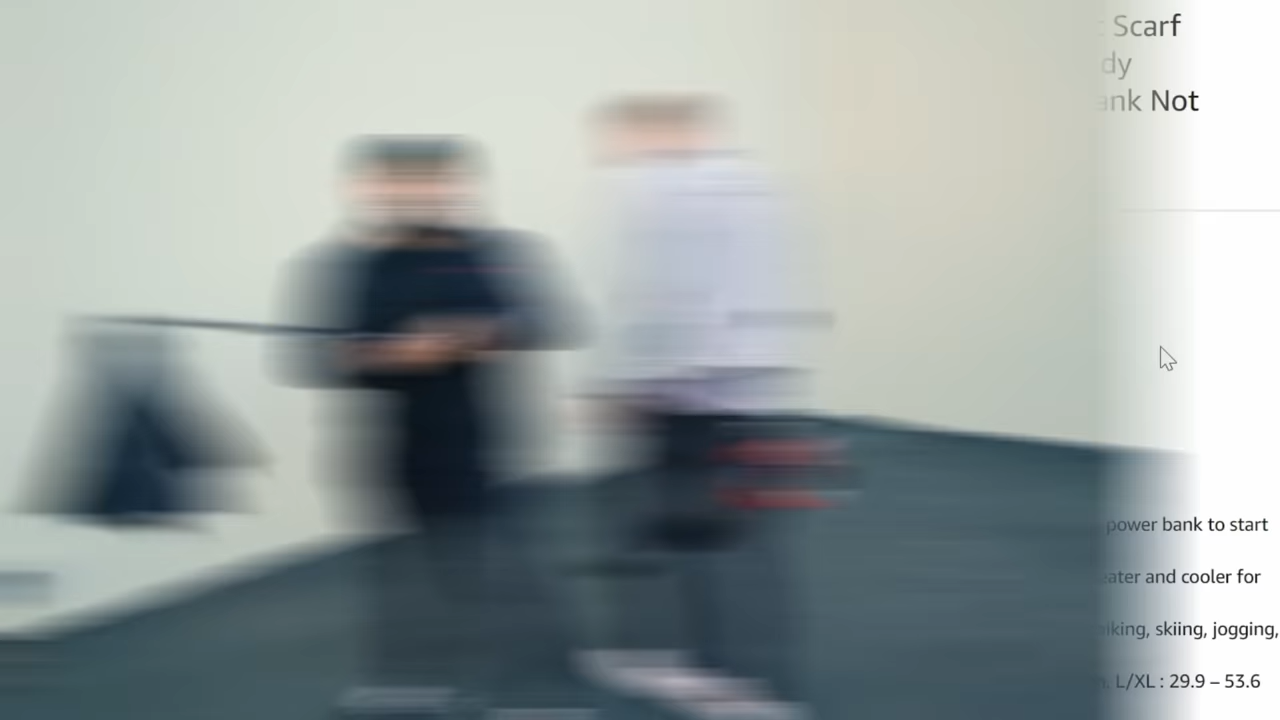 Scarf
dy
ank Not
power bank to start
eater and cooler for
iking, skiing, jogging,
L/XL : 29.9 – 53.6